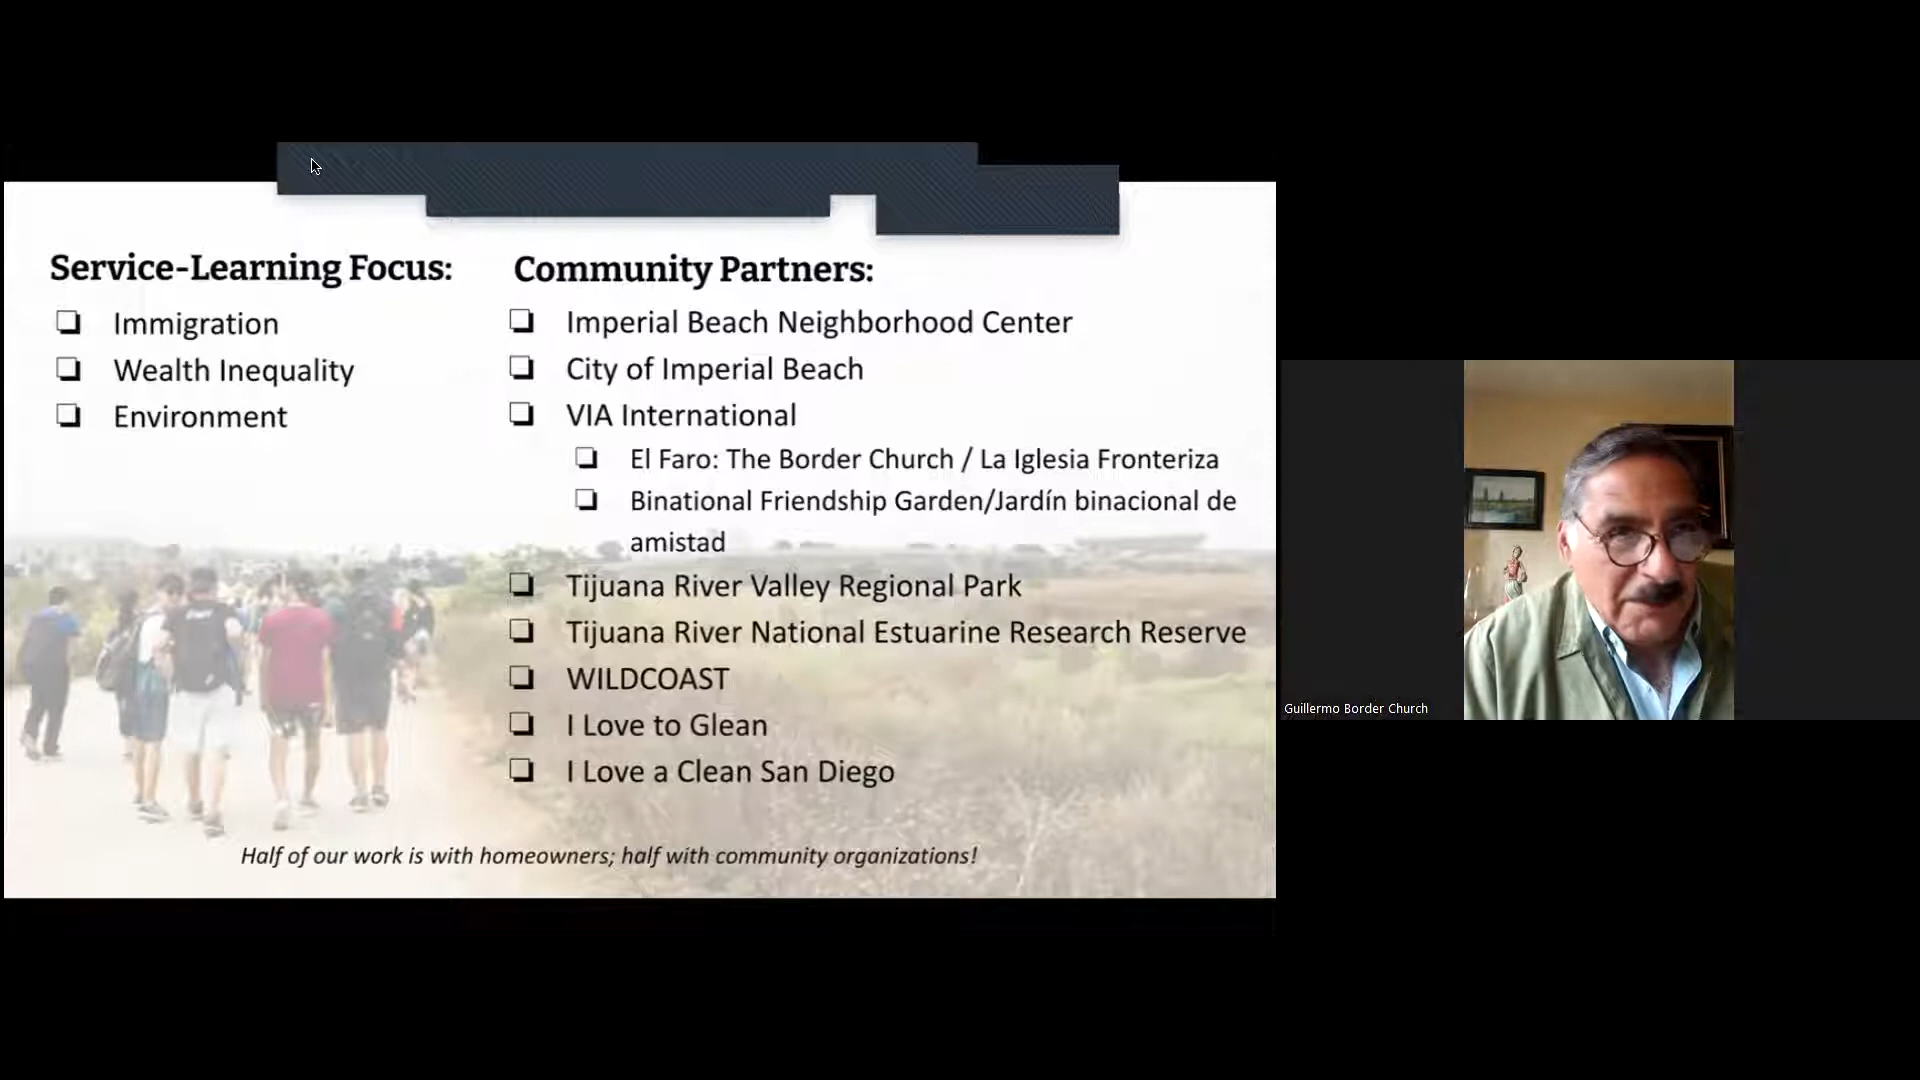 Service-Learning Focus:
Immigration
Wealth Inequality
Environment
Community Partners:
Imperial Beach Neighborhood Center
City of Imperial Beach
VIA International
El Faro: The Border Church / La Iglesia Fronteriza
Binational Friendship Garden/Jardín binacional de
amistad
Tijuana River Valley Regional Park
Tijuana River National Estuarine Research Reserve
WILDCOAST
I Love to Glean
I Love a Clean San Diego
Half of our work is with homeowners; half with community organizations!
Guillermo Border Church